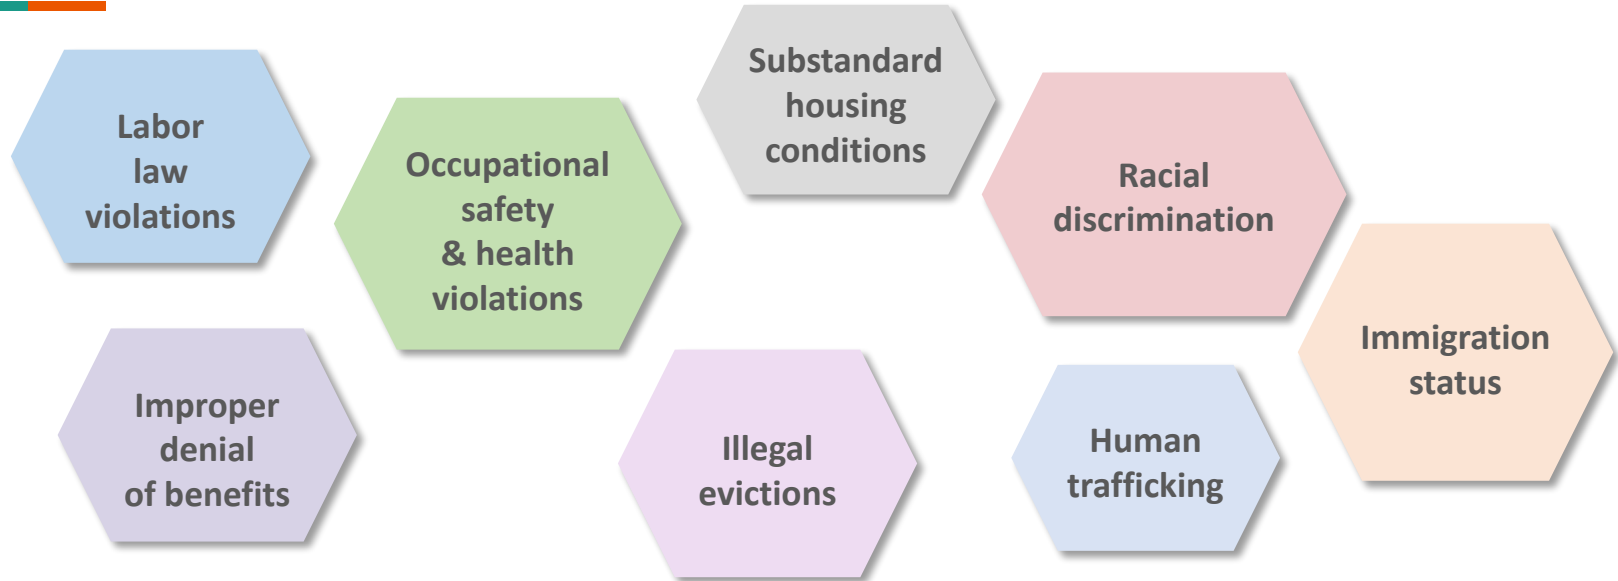 Labor
law
violations
Occupational
safety
& health
violations
Substandard
housing
conditions
Racial
discrimination
Immigration
status
Improper
denial
of benefits
Illegal
evictions
Human
trafficking